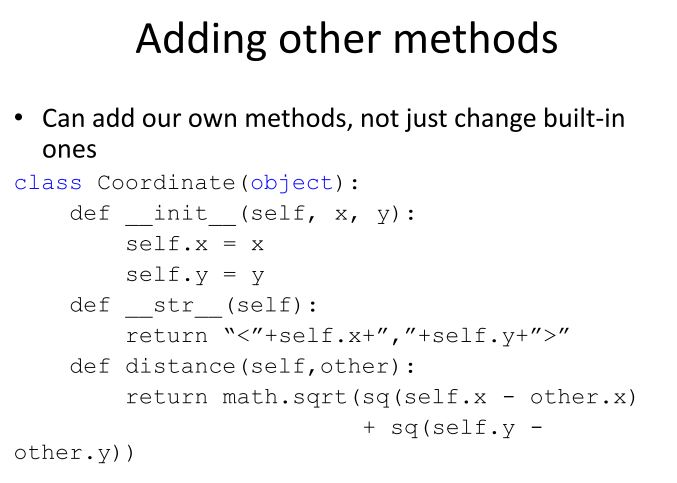 Adding other methods
• Can add our own methods, not just change built-in
ones
class Coordinate(object):
    def __init__(self, x, y):
        self.x = x
        self.y = y
    def __str__(self):
        return “<”+self.x+”,”+self.y+”>”
    def distance(self,other):
        return math.sqrt(sq(self.x - other.x)
                         + sq(self.y -
other.y))